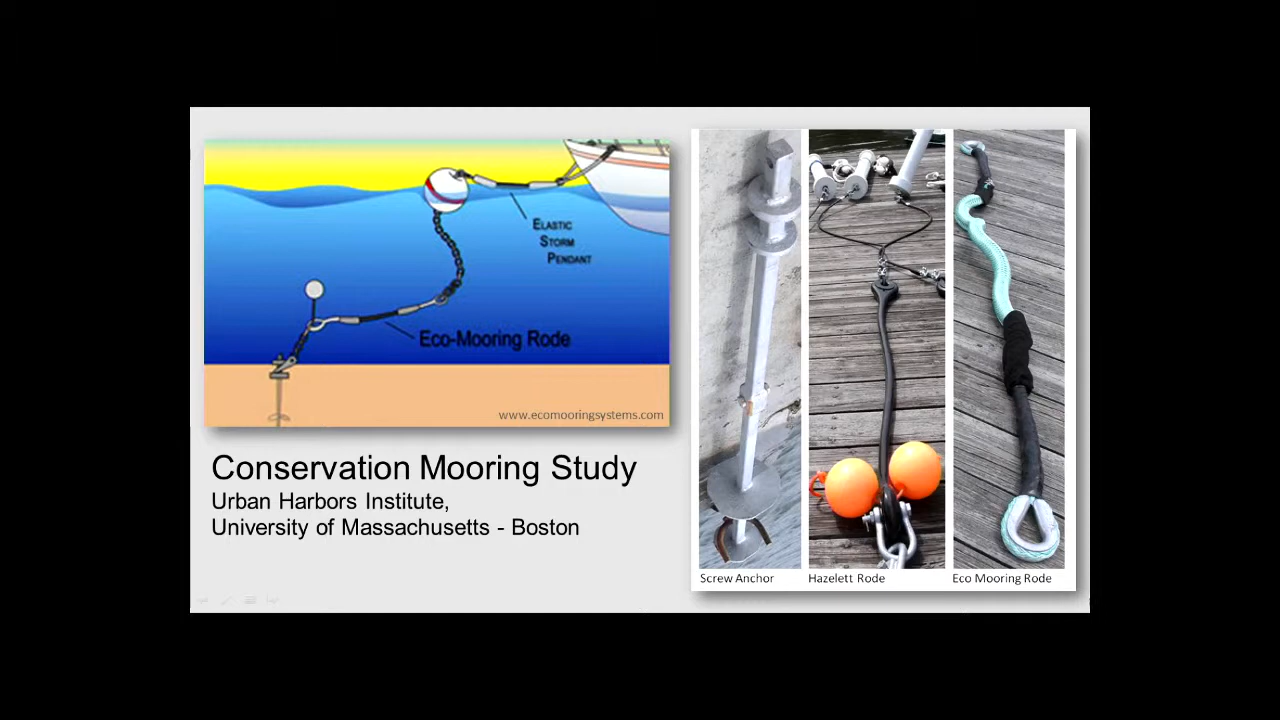 ELASTIC
STORM
PENDANT
ECO-MOORING RODE
www.ecomooringsystems.com
Conservation Mooring Study
Urban Harbors Institute,
University of Massachusetts - Boston
Screw Anchor
Hazelett Rode
Eco Mooring Rode